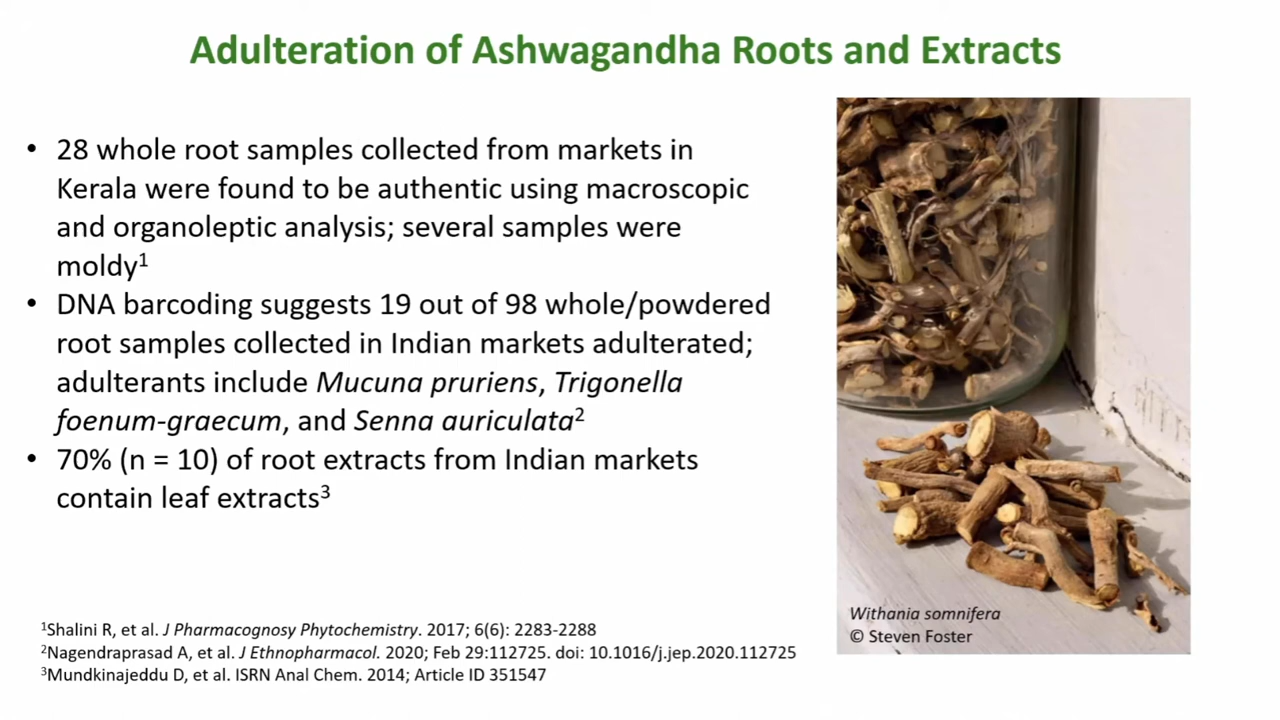 Adulteration of Ashwagandha Roots and Extracts
• 28 whole root samples collected from markets in
Kerala were found to be authentic using macroscopic
and organoleptic analysis; several samples were
moldy¹
• DNA barcoding suggests 19 out of 98 whole/powdered
root samples collected in Indian markets adulterated;
adulterants include Mucuna pruriens, Trigonella
foenum-graecum, and Senna auriculata²
• 70% (n = 10) of root extracts from Indian markets
contain leaf extracts³
Withania somnifera
© Steven Foster
¹Shalini R, et al. J Pharmacognosy Phytochemistry. 2017; 6(6): 2283-2288
²Nagendraprasad A, et al. J Ethnopharmacol. 2020; Feb 29:112725. doi: 10.1016/j.jep.2020.112725
³Mundkinajeddu D, et al. ISRN Anal Chem. 2014; Article ID 351547